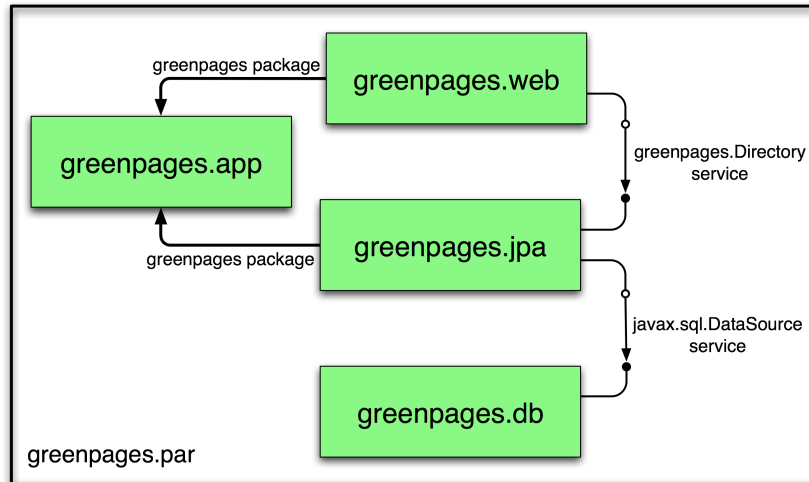 greenpages package
greenpages.web
greenpages.app
greenpages.Directory
service
greenpages package
greenpages.jpa
javax.sql.DataSource
service
greenpages.db
greenpages.par